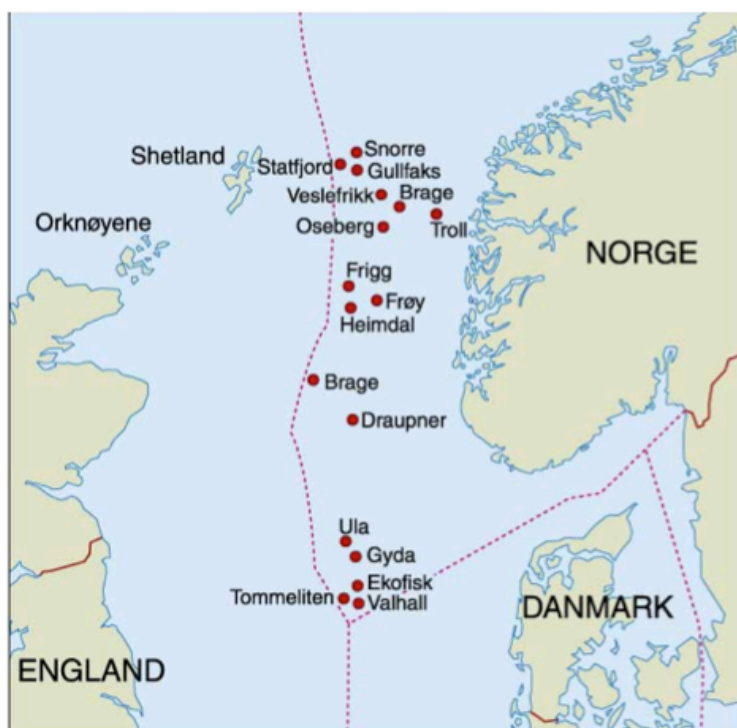 Snorre
Shetland
Statfjord
Gullfaks
Veslefrikk
Brage
Orknøyene
Oseberg
Troll
NORGE
Frigg
Frøy
Heimdal
Brage
Draupner
Ula
Gyda
Ekofisk
Tommeliten
Valhall
DANMARK
ENGLAND